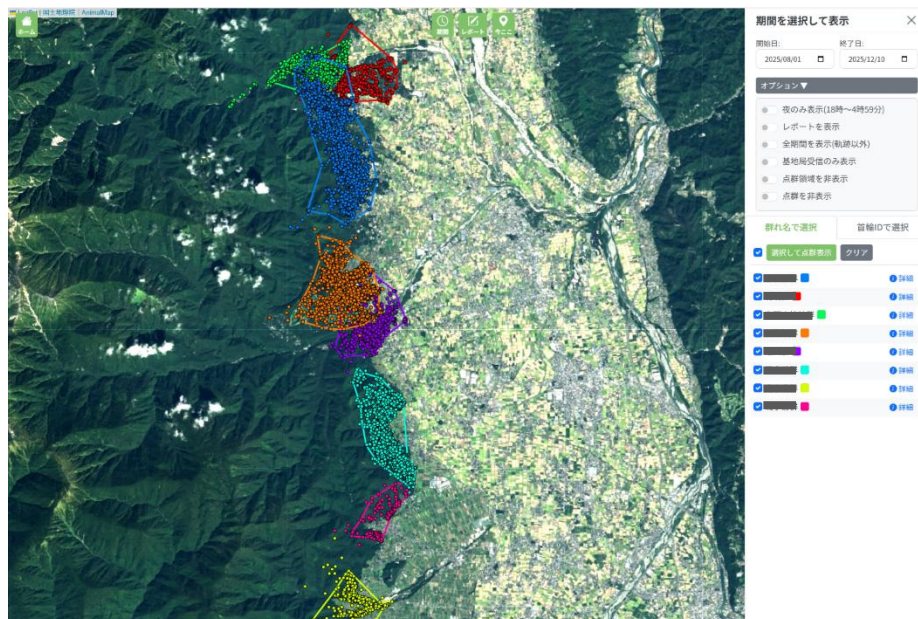 Leaflet | 国土地理院 | AnimalMap
ホーム
期間
レポート
今ここ
期間を選択して表示
開始日:
終了日:
2025/08/01
2025/12/10
オプション▼
夜のみ表示(18時～4時59分)
レポートを表示
全期間を表示(軌跡以外)
基地局受信のみ表示
点群領域を非表示
点群を非表示
群れ名で選択
首輪IDで選択
選択して点群表示
クリア
詳細
詳細
詳細
詳細
詳細
詳細
詳細
詳細